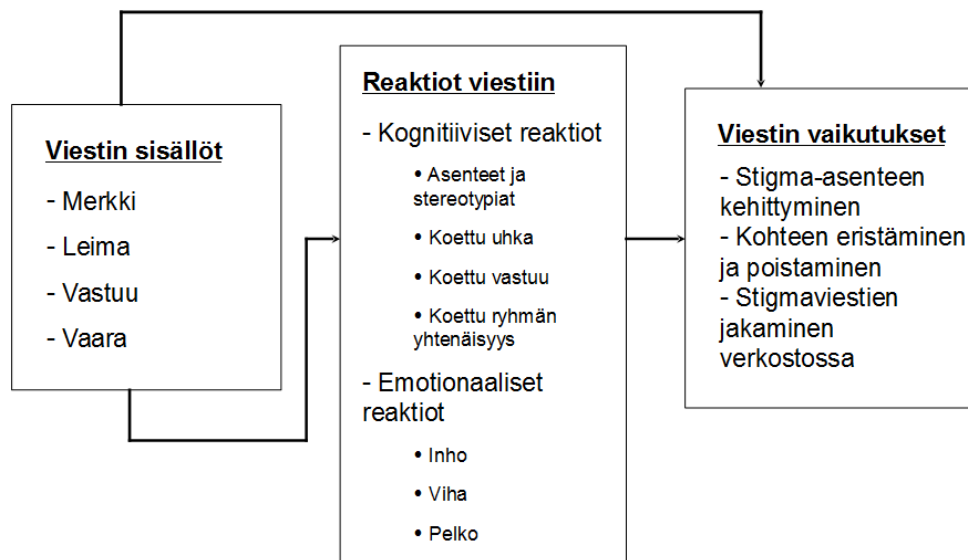 Viestin sisällöt
- Merkki
- Leima
- Vastuu
- Vaara
Reaktiot viestiin
- Kognitiiviset reaktiot
• Asenteet ja
stereotypiat
• Koettu uhka
• Koettu vastuu
• Koettu ryhmän
yhtenäisyys
- Emotionaaliset
reaktiot
• Inho
• Viha
• Pelko
Viestin vaikutukset
- Stigma-asenteen
kehittyminen
- Kohteen eristäminen
ja poistaminen
- Stigmaviestien
jakaminen
verkostossa